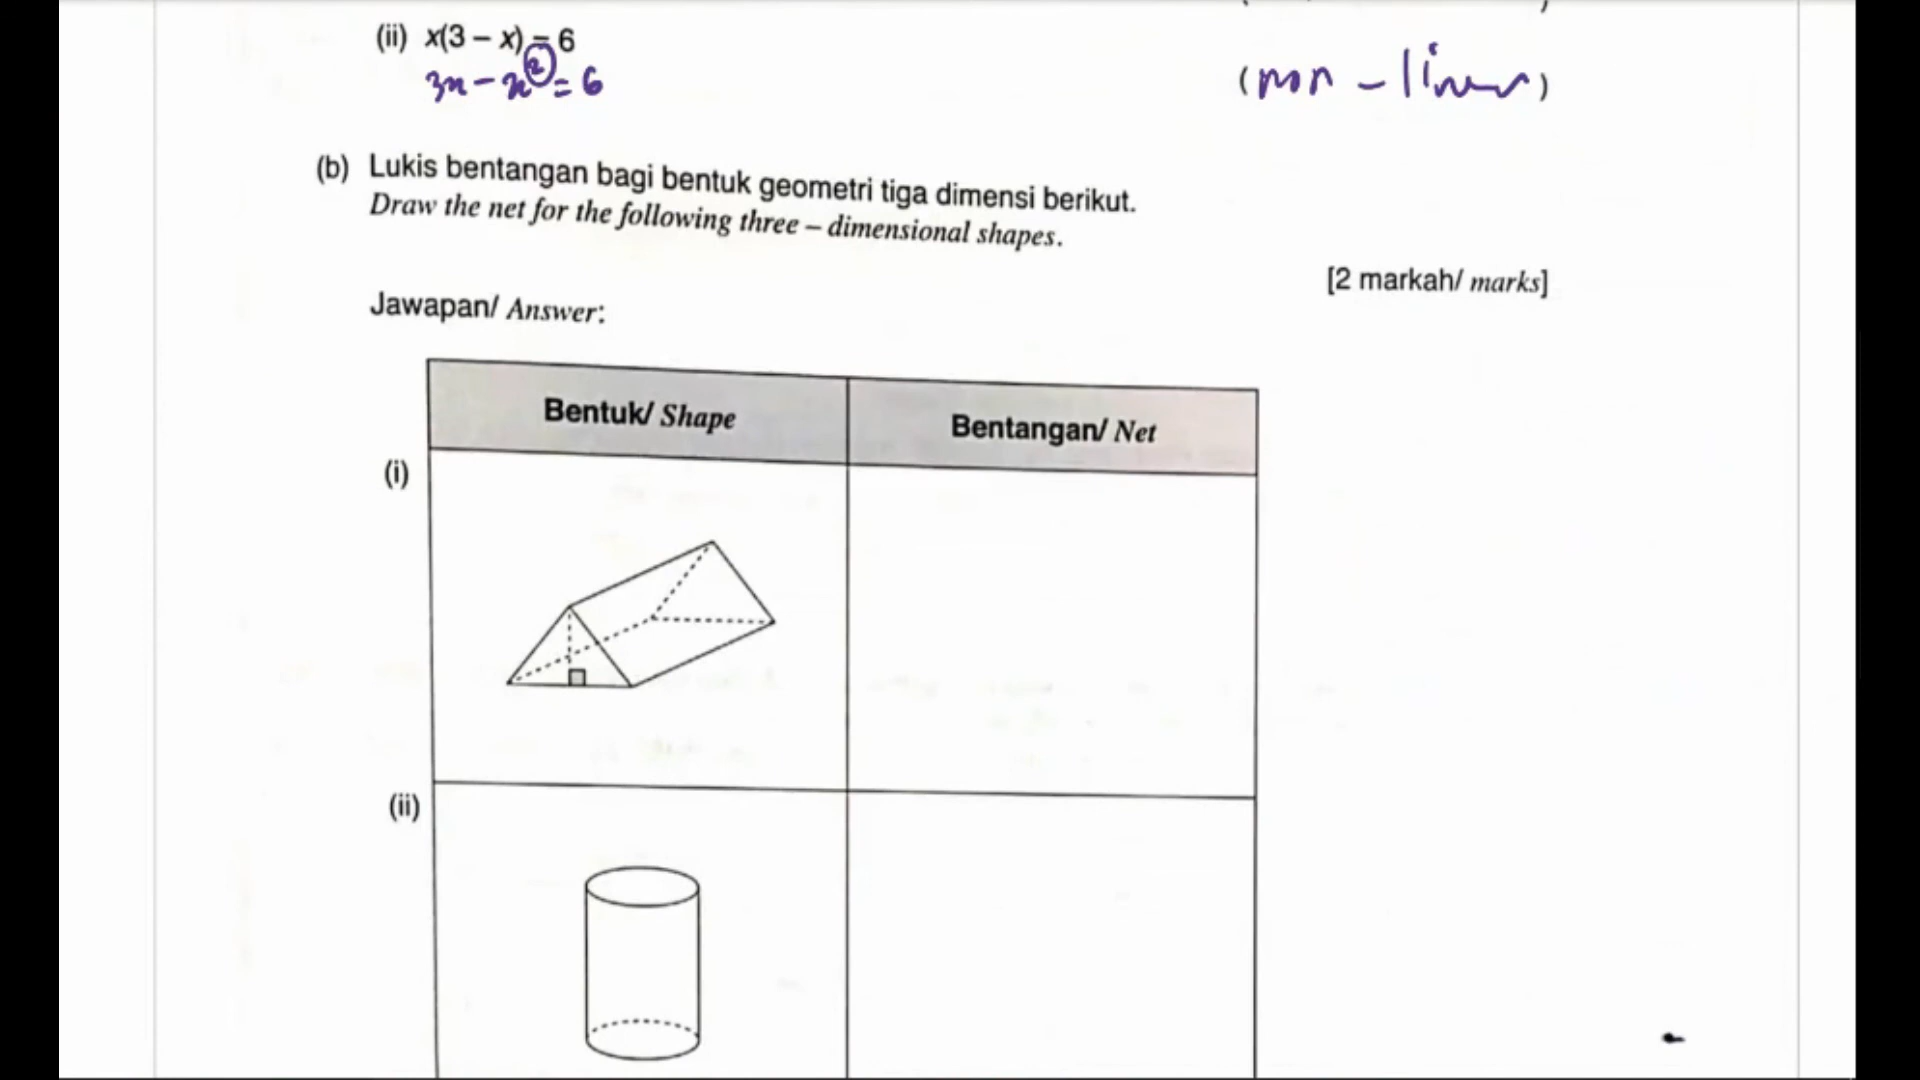 (ii) x(3 – x) = 6
3x – x² = 6
(non – linear)
(b) Lukis bentangan bagi bentuk geometri tiga dimensi berikut.
Draw the net for the following three – dimensional shapes.
[2 markah/ marks]
Jawapan/ Answer:
Bentuk/ Shape
Bentangan/ Net
(i)
(ii)